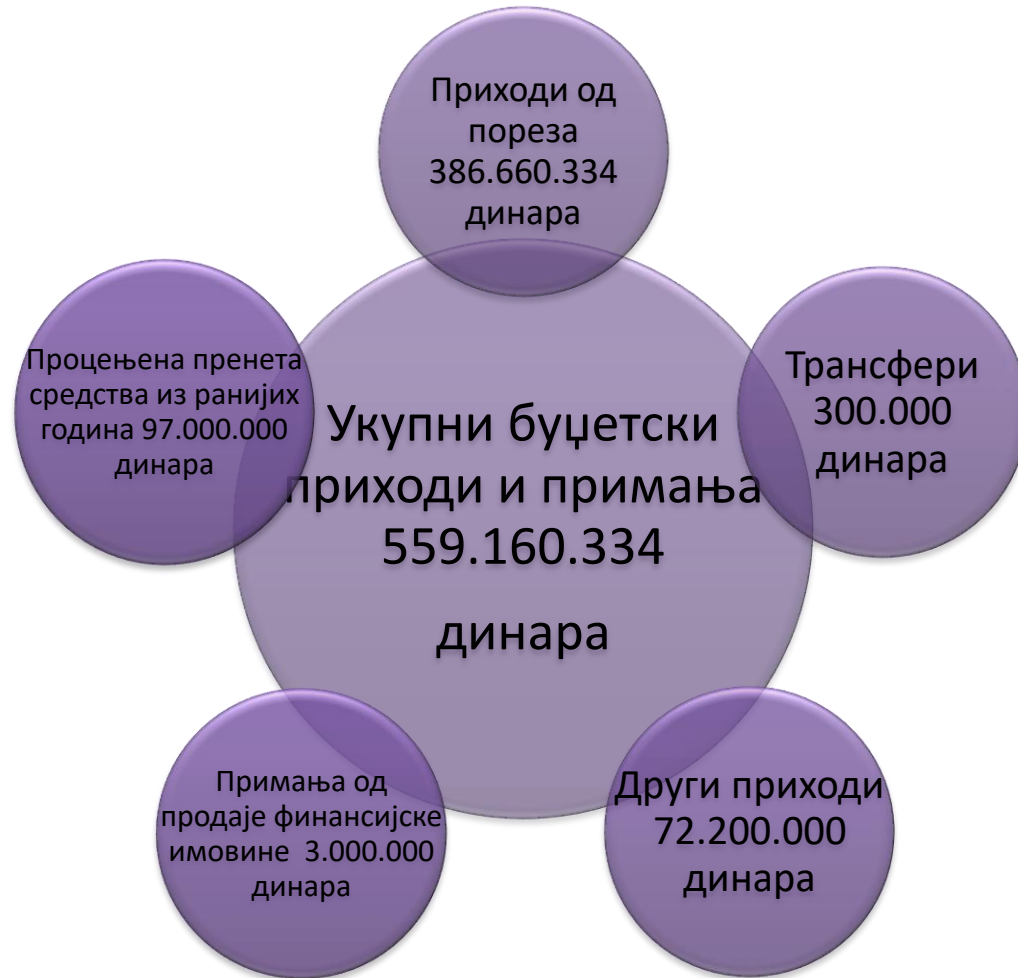 Приходи од
пореза
386.660.334
динара
Трансфери
300.000
динара
Други приходи
72.200.000
динара
Примања од
продаје финансијске
имовине 3.000.000
динара
Процењена пренета
средства из ранијих
година 97.000.000
динара
Укупни буџетски
приходи и примања
559.160.334
динара